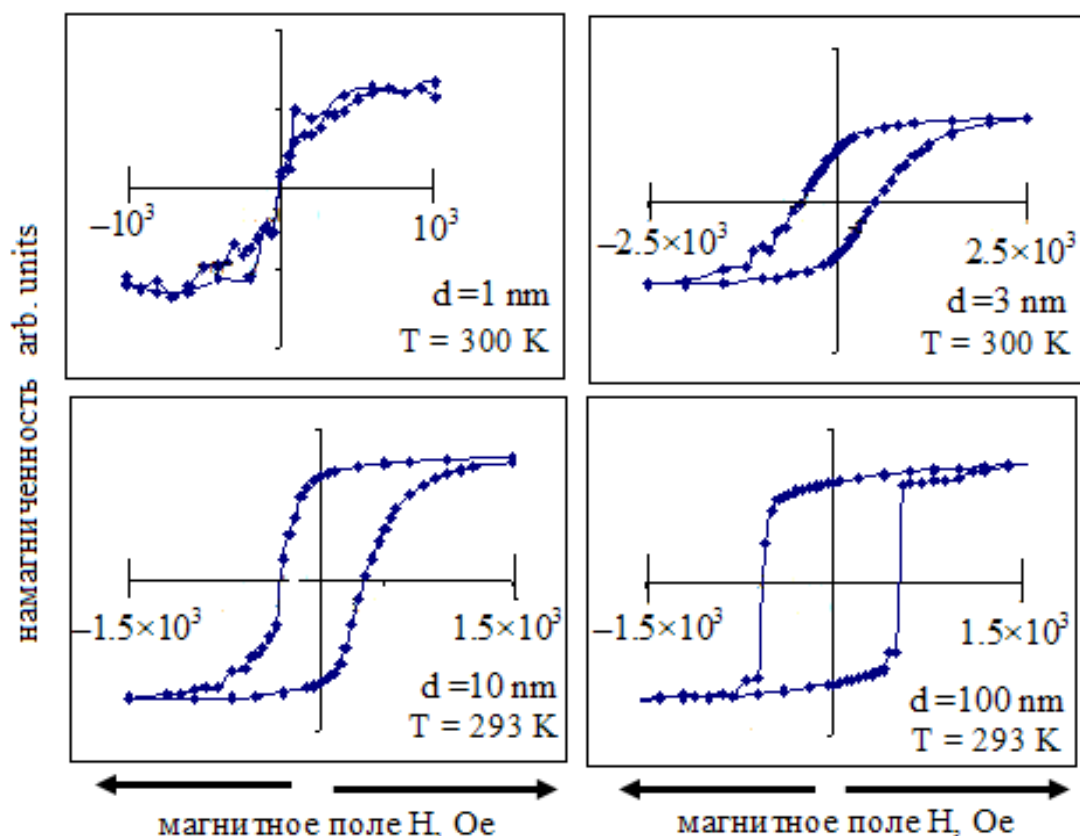 намагниченность arb. units
–10³
10³
d=1 nm
T = 300 K
–2.5×10³
2.5×10³
d=3 nm
T = 300 K
–1.5×10³
1.5×10³
d=10 nm
T = 293 K
–1.5×10³
1.5×10³
d=100 nm
T = 293 K
магнитное поле H, Oe
магнитное поле H, Oe